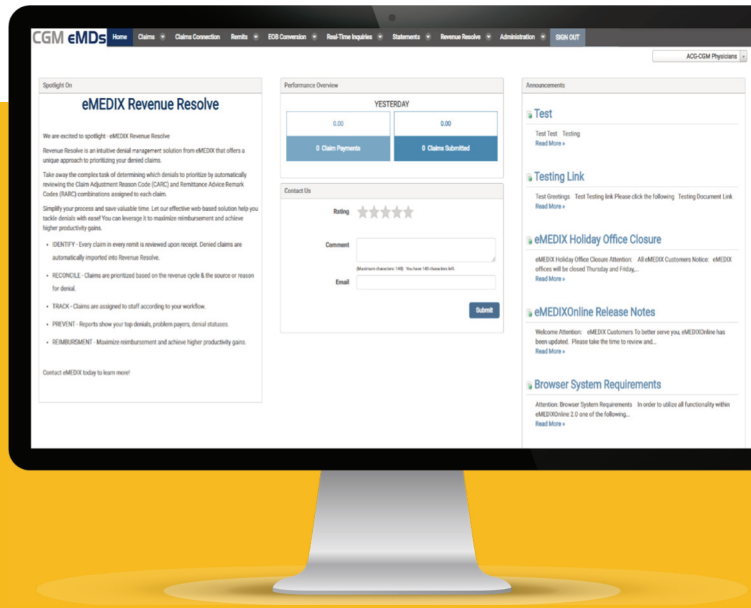 CGM eMDs Home Claims Claims Connection Remits EOB Conversion Real-Time Inquiries Statements Revenue Resolve Administration SIGN OUT
ACG-CGM Physicians
Spotlight On
eMEDIX Revenue Resolve
We are excited to spotlight - eMEDIX Revenue Resolve
Revenue Resolve is an intuitive denial management solution from eMEDIX that offers a
unique approach to prioritizing your denied claims.
Take away the complex task of determining which denials to prioritize by automatically
reviewing the Claim Adjustment Reason Code (CARC) and Remittance Advice Remark
Codes (RARC) combinations assigned to each claim.
Simplify your process and save valuable time. Let our effective web-based solution help you
tackle denials with ease! You can leverage it to maximize reimbursement and achieve
higher productivity gains.
• IDENTIFY - Every claim in every remit is reviewed upon receipt. Denied claims are
automatically imported into Revenue Resolve.
• RECONCILE - Claims are prioritized based on the revenue cycle & the source or reason
for denial.
• TRACK - Claims are assigned to staff according to your workflow.
• PREVENT - Reports show your top denials, problem payers, denial statuses.
• REIMBURSMENT - Maximize reimbursement and achieve higher productivity gains.
Contact eMEDIX today to learn more!
Performance Overview
YESTERDAY
0.00 0.00
0 Claim Payments 0 Claims Submitted
Contact Us
Rating
Comment
(Maximum characters: 140). You have 140 characters left.
Email
Submit
Announcements
Test
Test Test Testing
Read More »
Testing Link
Test Greetings Test Testing link Please click the following Testing Document Link
Read More »
eMEDIX Holiday Office Closure
eMEDIX Holiday Office Closure Attention: All eMEDIX Customers Notice: eMEDIX
offices will be closed Thursday and Friday,...
Read More »
eMEDIXOnline Release Notes
Welcome Attention: eMEDIX Customers To better serve you, eMEDIXOnline has
been updated. Please take the time to review and...
Read More »
Browser System Requirements
Attention: Browser System Requirements In order to utilize all functionality within
eMEDIXOnline 2.0 one of the following...
Read More »